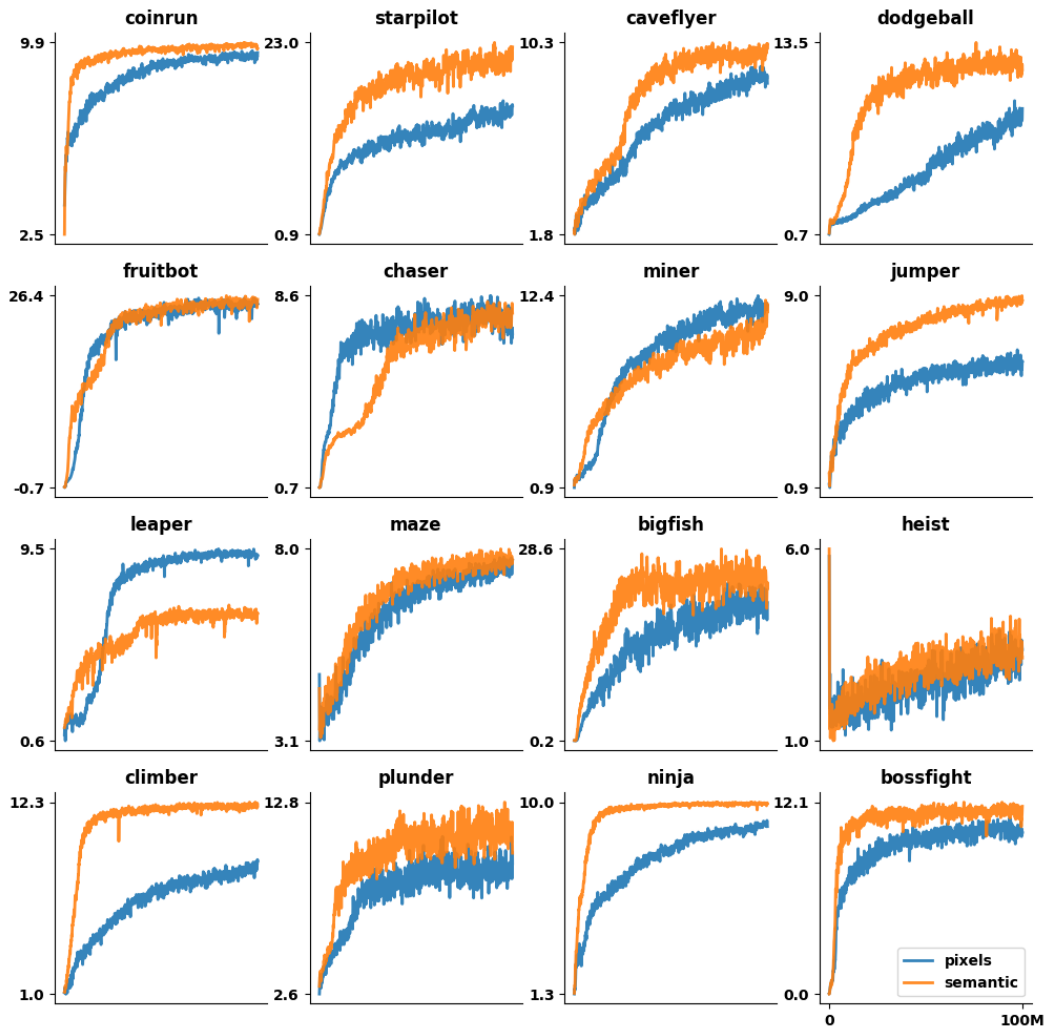 coinrun starpilot caveflyer dodgeball
9.9 23.0 10.3 13.5
2.5 0.9 1.8 0.7
fruitbot chaser miner jumper
26.4 8.6 12.4 9.0
-0.7 0.7 0.9 0.9
leaper maze bigfish heist
9.5 8.0 28.6 6.0
0.6 3.1 0.2 1.0
climber plunder ninja bossfight
12.3 12.8 10.0 12.1
pixels
semantic
1.0 2.6 1.3 0.0
0 100M